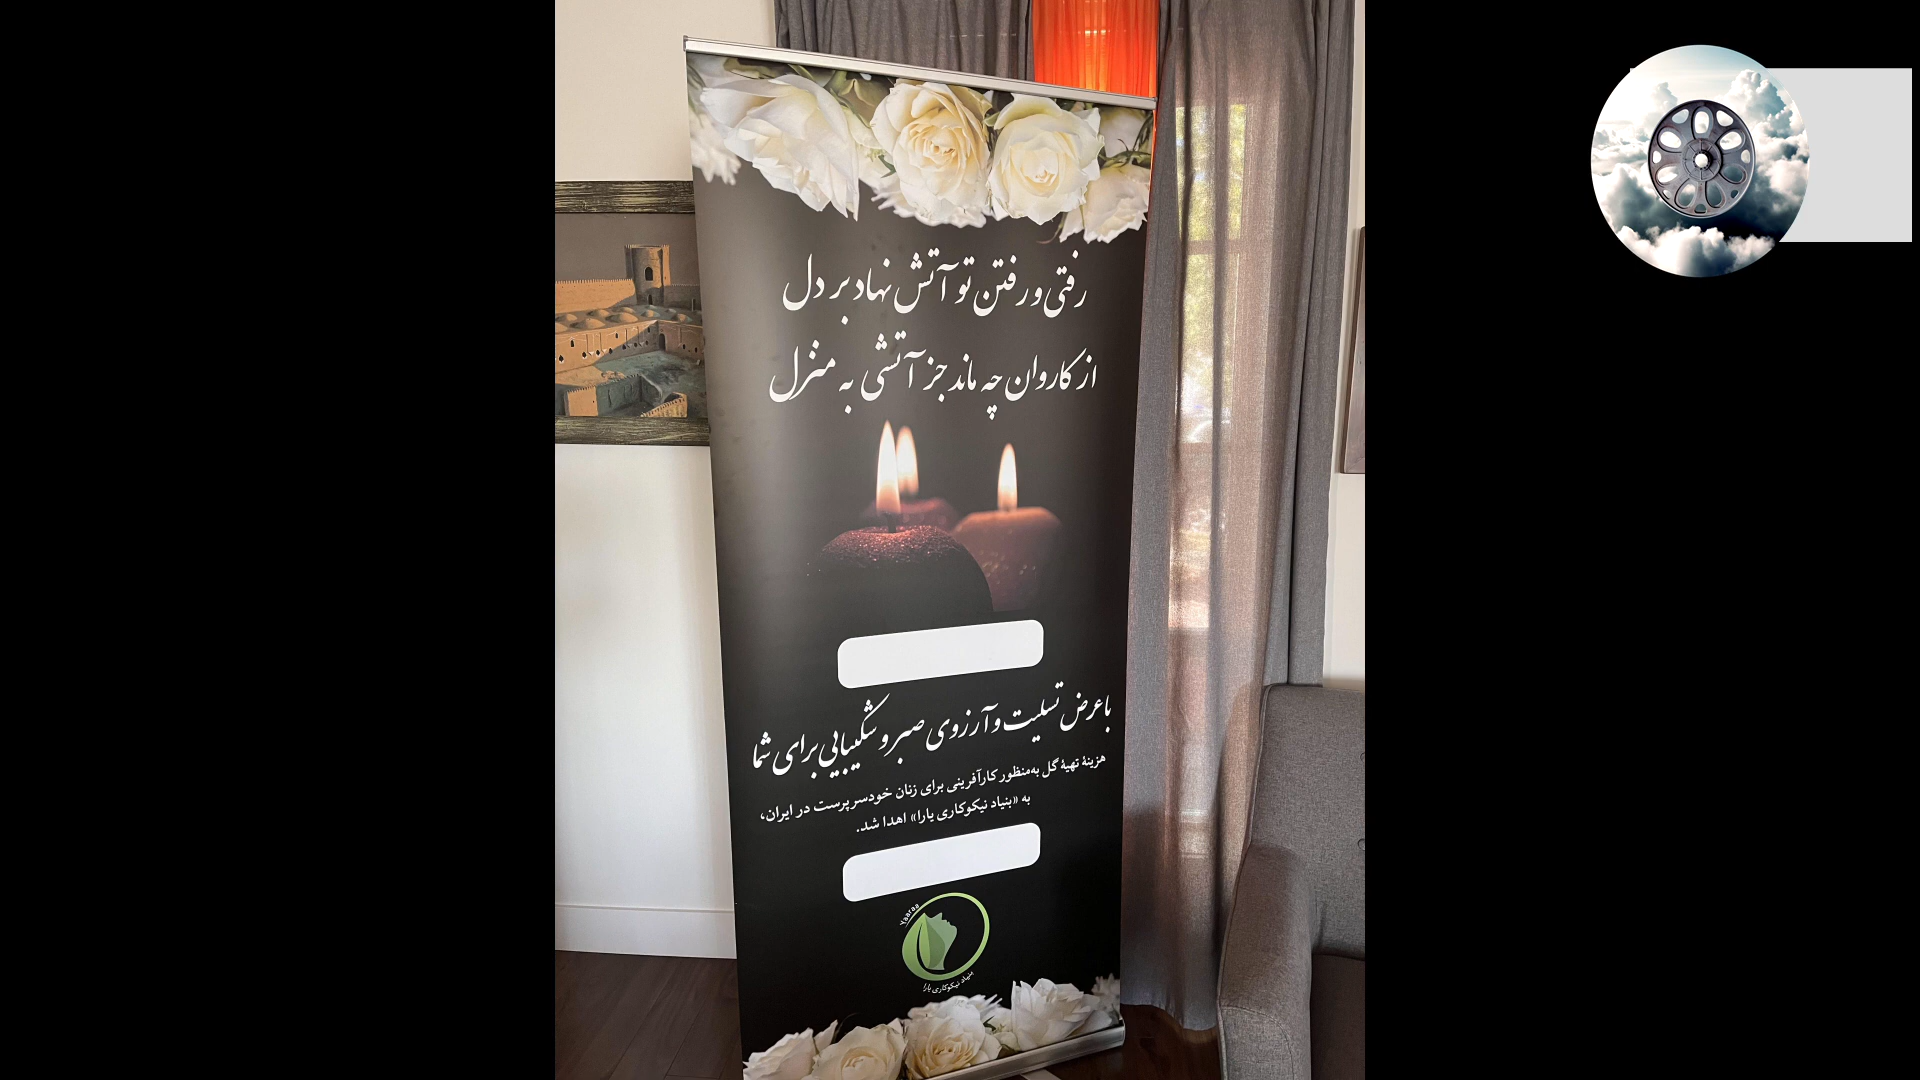 رفتی و رفتن تو آتش نهاد بر دل
از کاروان چه ماند جز آتشی به منزل
با عرض تسلیت و آرزوی صبر و شکیبایی برای شما
هزینهٔ تهیهٔ گل به‌منظور کارآفرینی برای زنان خودسرپرست در ایران،
به «بنیاد نیکوکاری یارا» اهدا شد.
Yaaraa
بنیاد نیکوکاری یارا